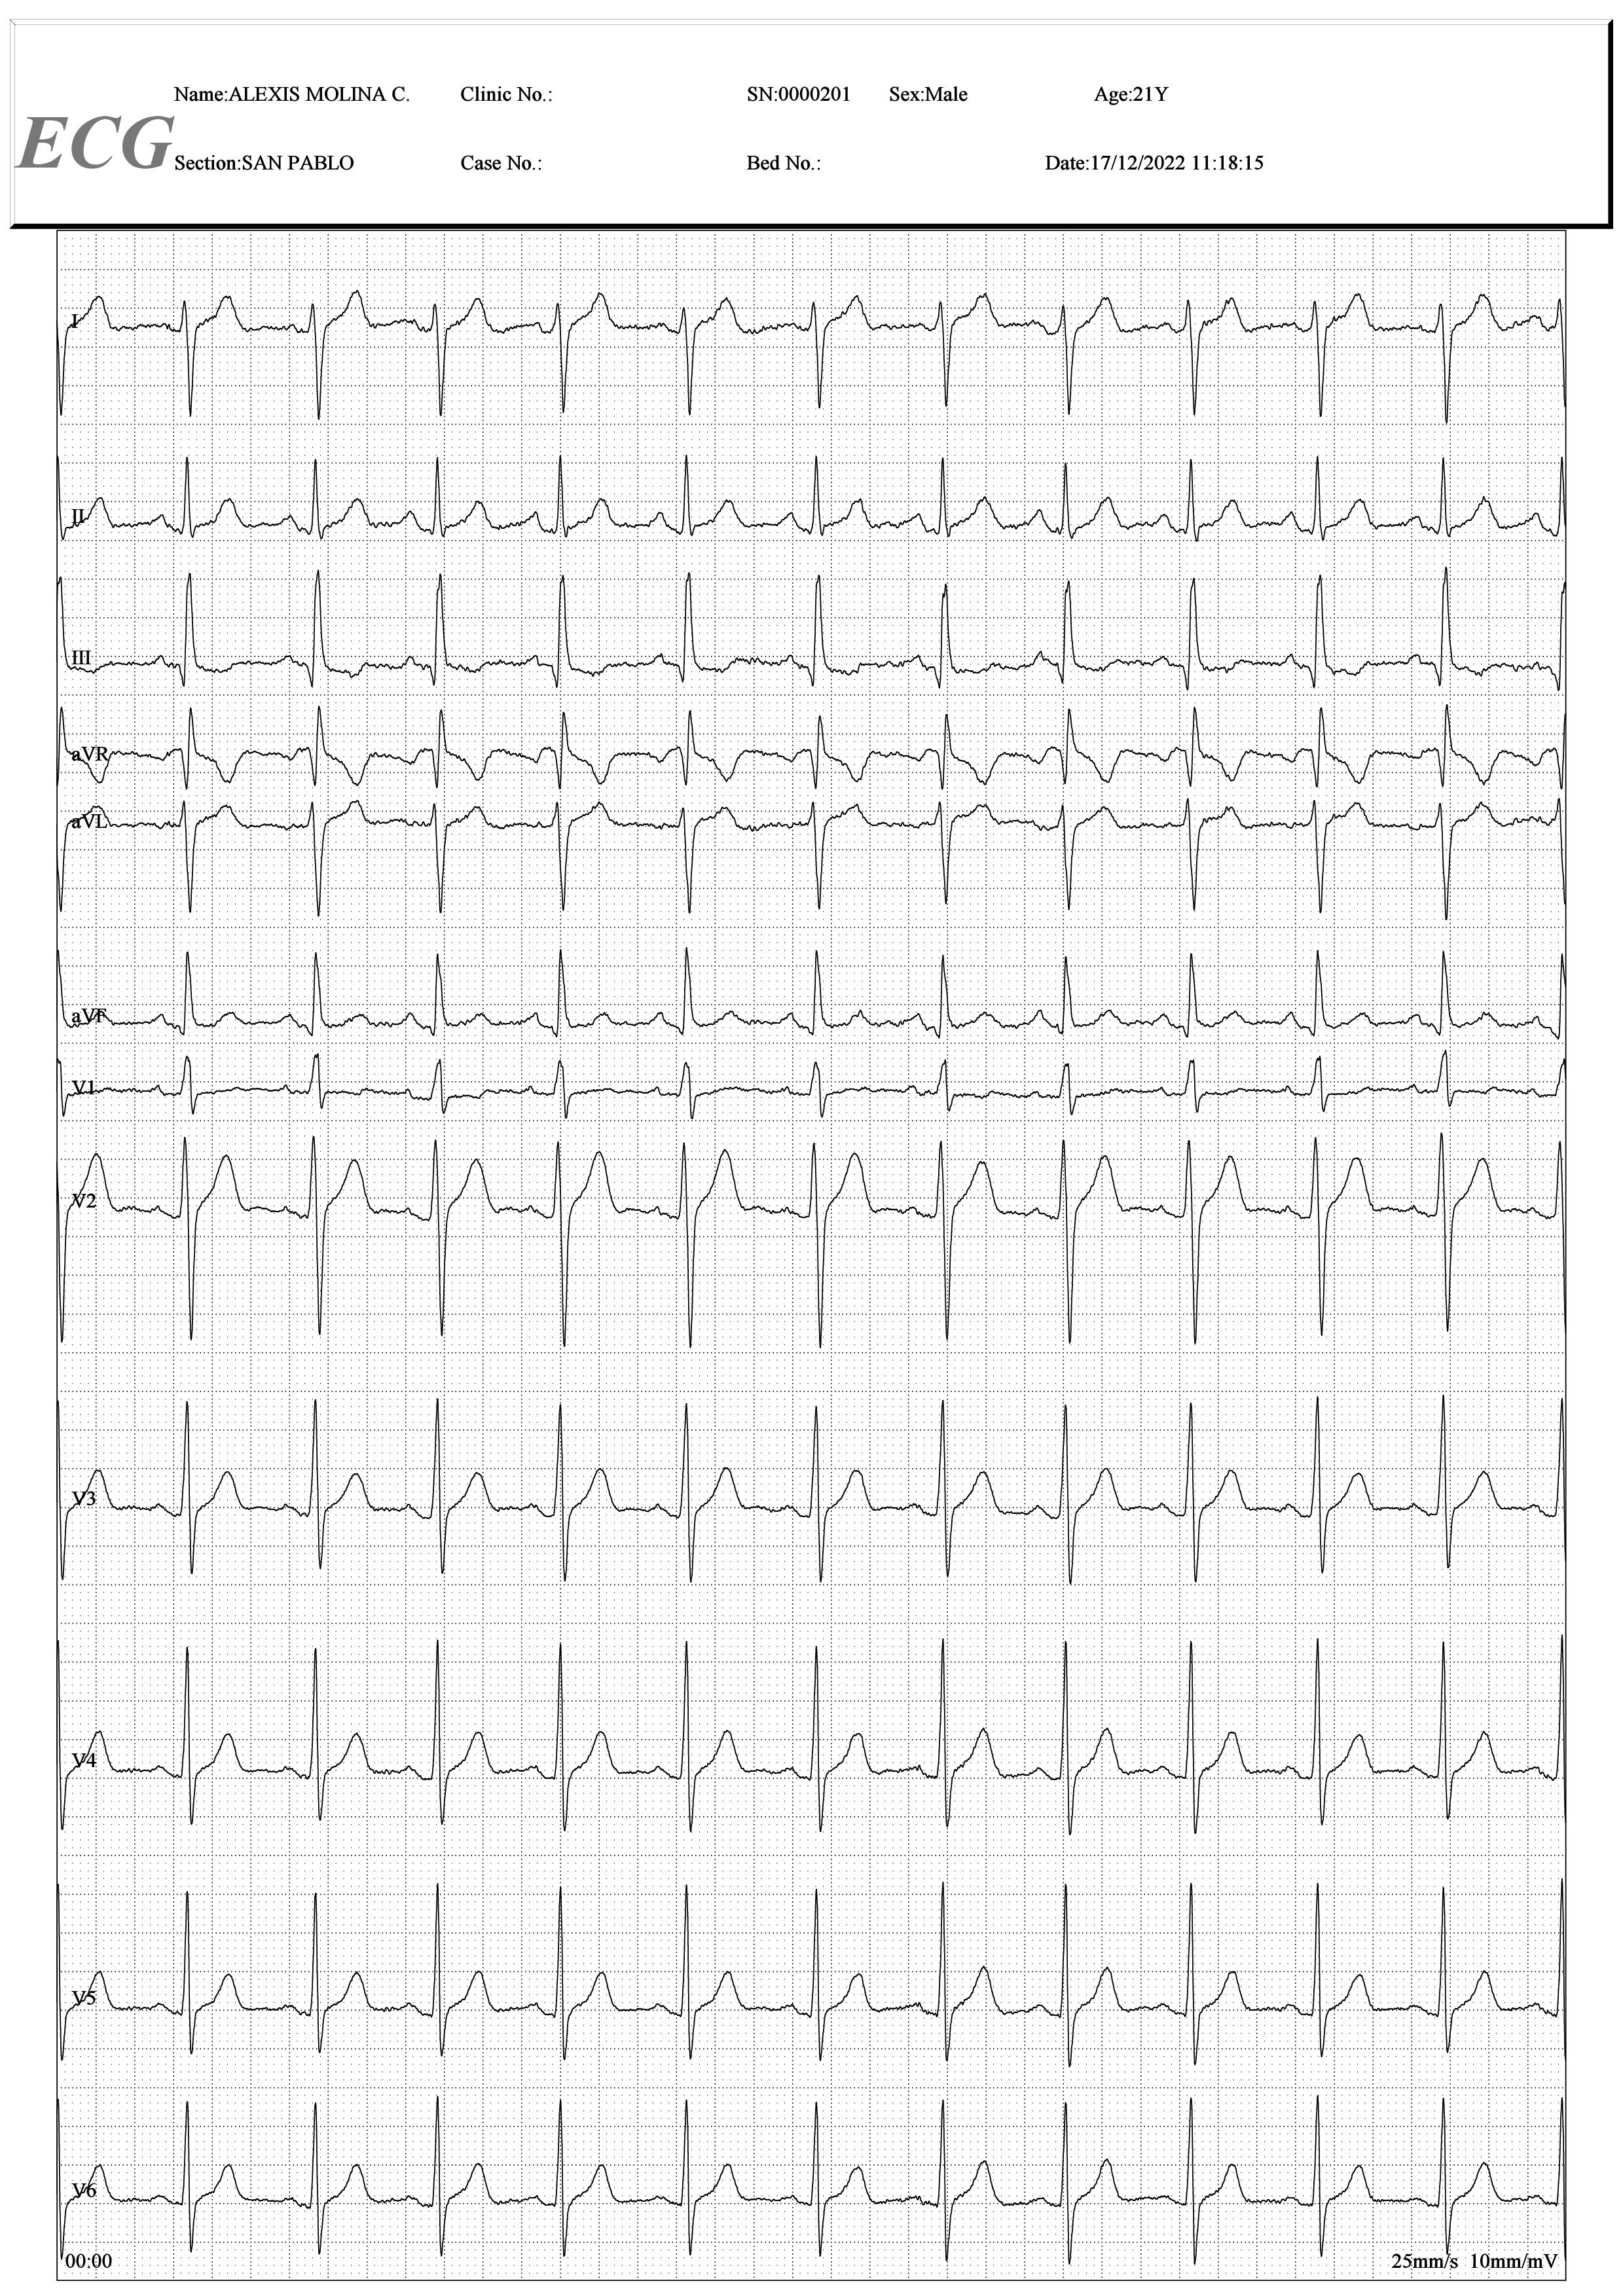 Name:ALEXIS MOLINA C. Clinic No.: SN:0000201 Sex:Male Age:21Y
ECG
Section:SAN PABLO Case No.: Bed No.: Date:17/12/2022 11:18:15
I
II
III
aVR
aVL
aVF
V1
V2
V3
V4
V5
V6
00:00 25mm/s 10mm/mV